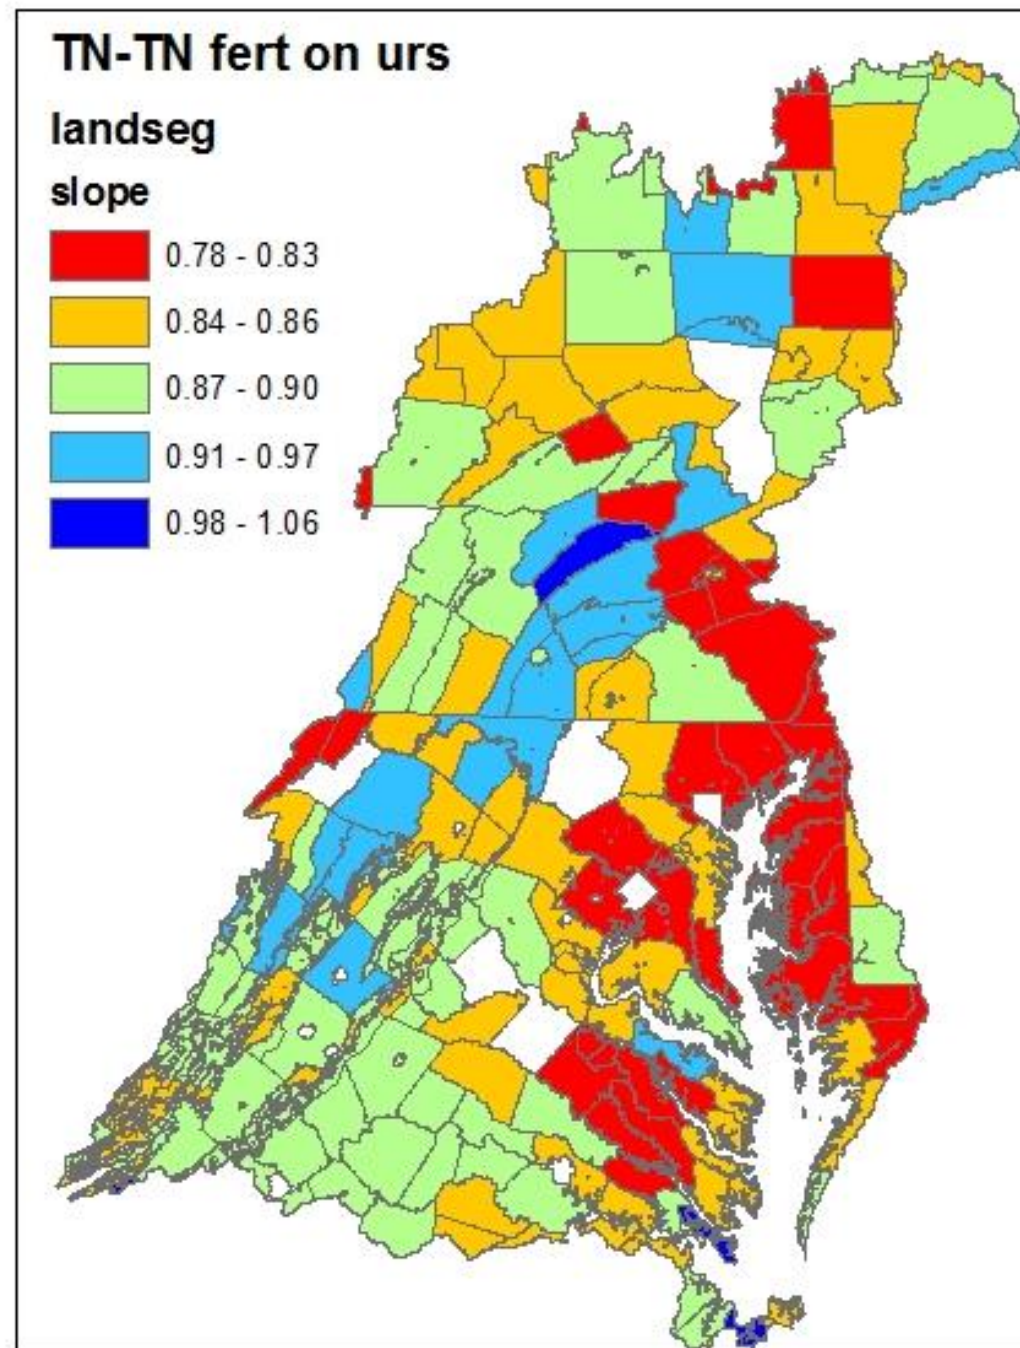 TN-TN fert on urs
landseg
slope
0.78 - 0.83
0.84 - 0.86
0.87 - 0.90
0.91 - 0.97
0.98 - 1.06